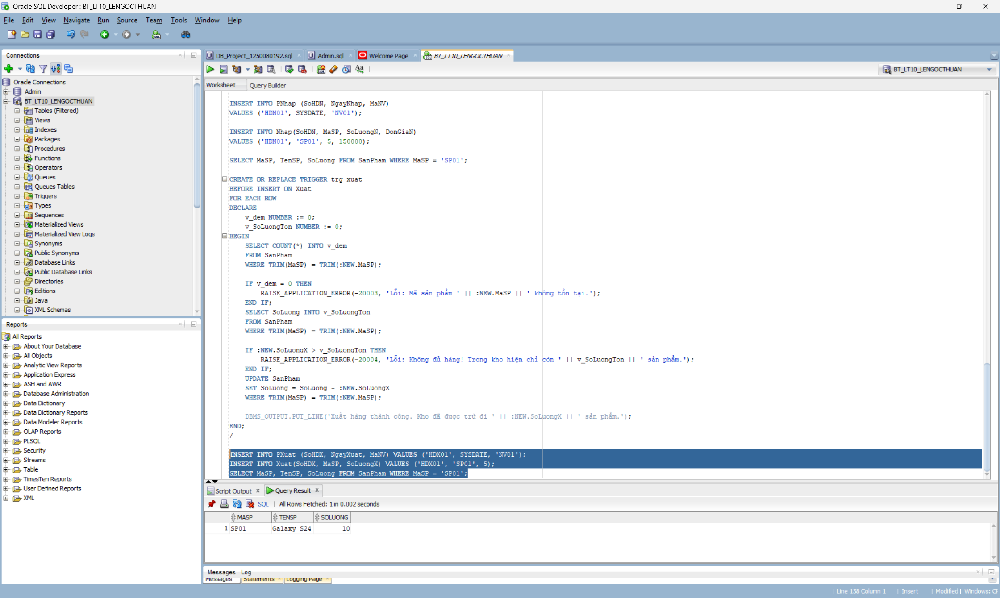 Oracle SQL Developer : BT_LT10_LENGOCTHUAN
File Edit View Navigate Run Source Team Tools Window Help
Connections
Oracle Connections
Admin
BT_LT10_LENGOCTHUAN
Tables (Filtered)
Views
Indexes
Packages
Procedures
Functions
Operators
Queues
Queues Tables
Triggers
Types
Sequences
Materialized Views
Materialized View Logs
Synonyms
Public Synonyms
Database Links
Public Database Links
Directories
Editions
Java
XML Schemas
Reports
All Reports
About Your Database
All Objects
Analytic View Reports
Application Express
ASH and AWR
Database Administration
Data Dictionary
Data Dictionary Reports
Data Modeler Reports
OLAP Reports
PLSQL
Security
Streams
Table
TimesTen Reports
User Defined Reports
XML
DB_Project_1250080192.sql Admin.sql Welcome Page BT_LT10_LENGOCTHUAN
BT_LT10_LENGOCTHUAN
Worksheet Query Builder
INSERT INTO PNhap (SoHDN, NgayNhap, MaNV)
VALUES ('HDN01', SYSDATE, 'NV01');
INSERT INTO Nhap(SoHDN, MaSP, SoLuongN, DonGiaN)
VALUES ('HDN01', 'SP01', 5, 150000);
SELECT MaSP, TenSP, SoLuong FROM SanPham WHERE MaSP = 'SP01';
CREATE OR REPLACE TRIGGER trg_xuat
BEFORE INSERT ON Xuat
FOR EACH ROW
DECLARE
v_dem NUMBER := 0;
v_SoLuongTon NUMBER := 0;
BEGIN
SELECT COUNT(*) INTO v_dem
FROM SanPham
WHERE TRIM(MaSP) = TRIM(:NEW.MaSP);
IF v_dem = 0 THEN
RAISE_APPLICATION_ERROR(-20003, 'Lỗi: Mã sản phẩm ' || :NEW.MaSP || ' không tồn tại.');
END IF;
SELECT SoLuong INTO v_SoLuongTon
FROM SanPham
WHERE TRIM(MaSP) = TRIM(:NEW.MaSP);
IF :NEW.SoLuongX > v_SoLuongTon THEN
RAISE_APPLICATION_ERROR(-20004, 'Lỗi: Không đủ hàng! Trong kho hiện chỉ còn ' || v_SoLuongTon || ' sản phẩm.');
END IF;
UPDATE SanPham
SET SoLuong = SoLuong - :NEW.SoLuongX
WHERE TRIM(MaSP) = TRIM(:NEW.MaSP);
DBMS_OUTPUT.PUT_LINE('Xuất hàng thành công. Kho đã được trừ đi ' || :NEW.SoLuongX || ' sản phẩm.');
END;
/
INSERT INTO PXuat (SoHDX, NgayXuat, MaNV) VALUES ('HDX01', SYSDATE, 'NV01');
INSERT INTO Xuat(SoHDX, MaSP, SoLuongX) VALUES ('HDX01', 'SP01', 5);
SELECT MaSP, TenSP, SoLuong FROM SanPham WHERE MaSP = 'SP01';
Script Output Query Result
SQL All Rows Fetched: 1 in 0.002 seconds
MASP TENSP SOLUONG
1 SP01 Galaxy S24 10
Messages - Log
Messages Statements Logging Page
Line 138 Column 1 Insert Modified Windows: